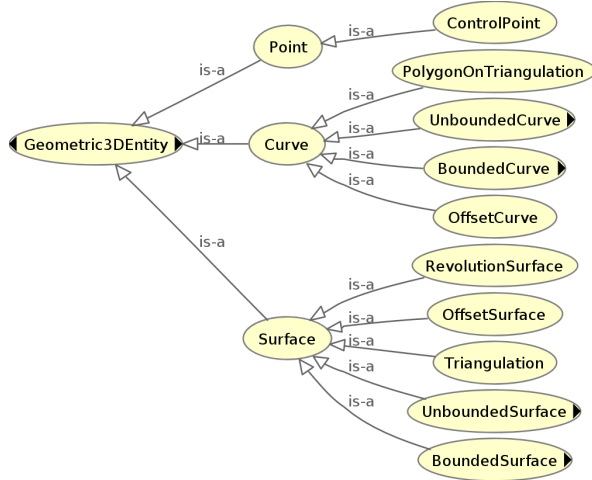 ControlPoint
is-a
Point
is-a
PolygonOnTriangulation
is-a
UnboundedCurve
is-a
Geometric3DEntity
is-a
Curve
is-a
BoundedCurve
is-a
OffsetCurve
is-a
RevolutionSurface
is-a
OffsetSurface
is-a
Surface
is-a
Triangulation
is-a
UnboundedSurface
is-a
BoundedSurface